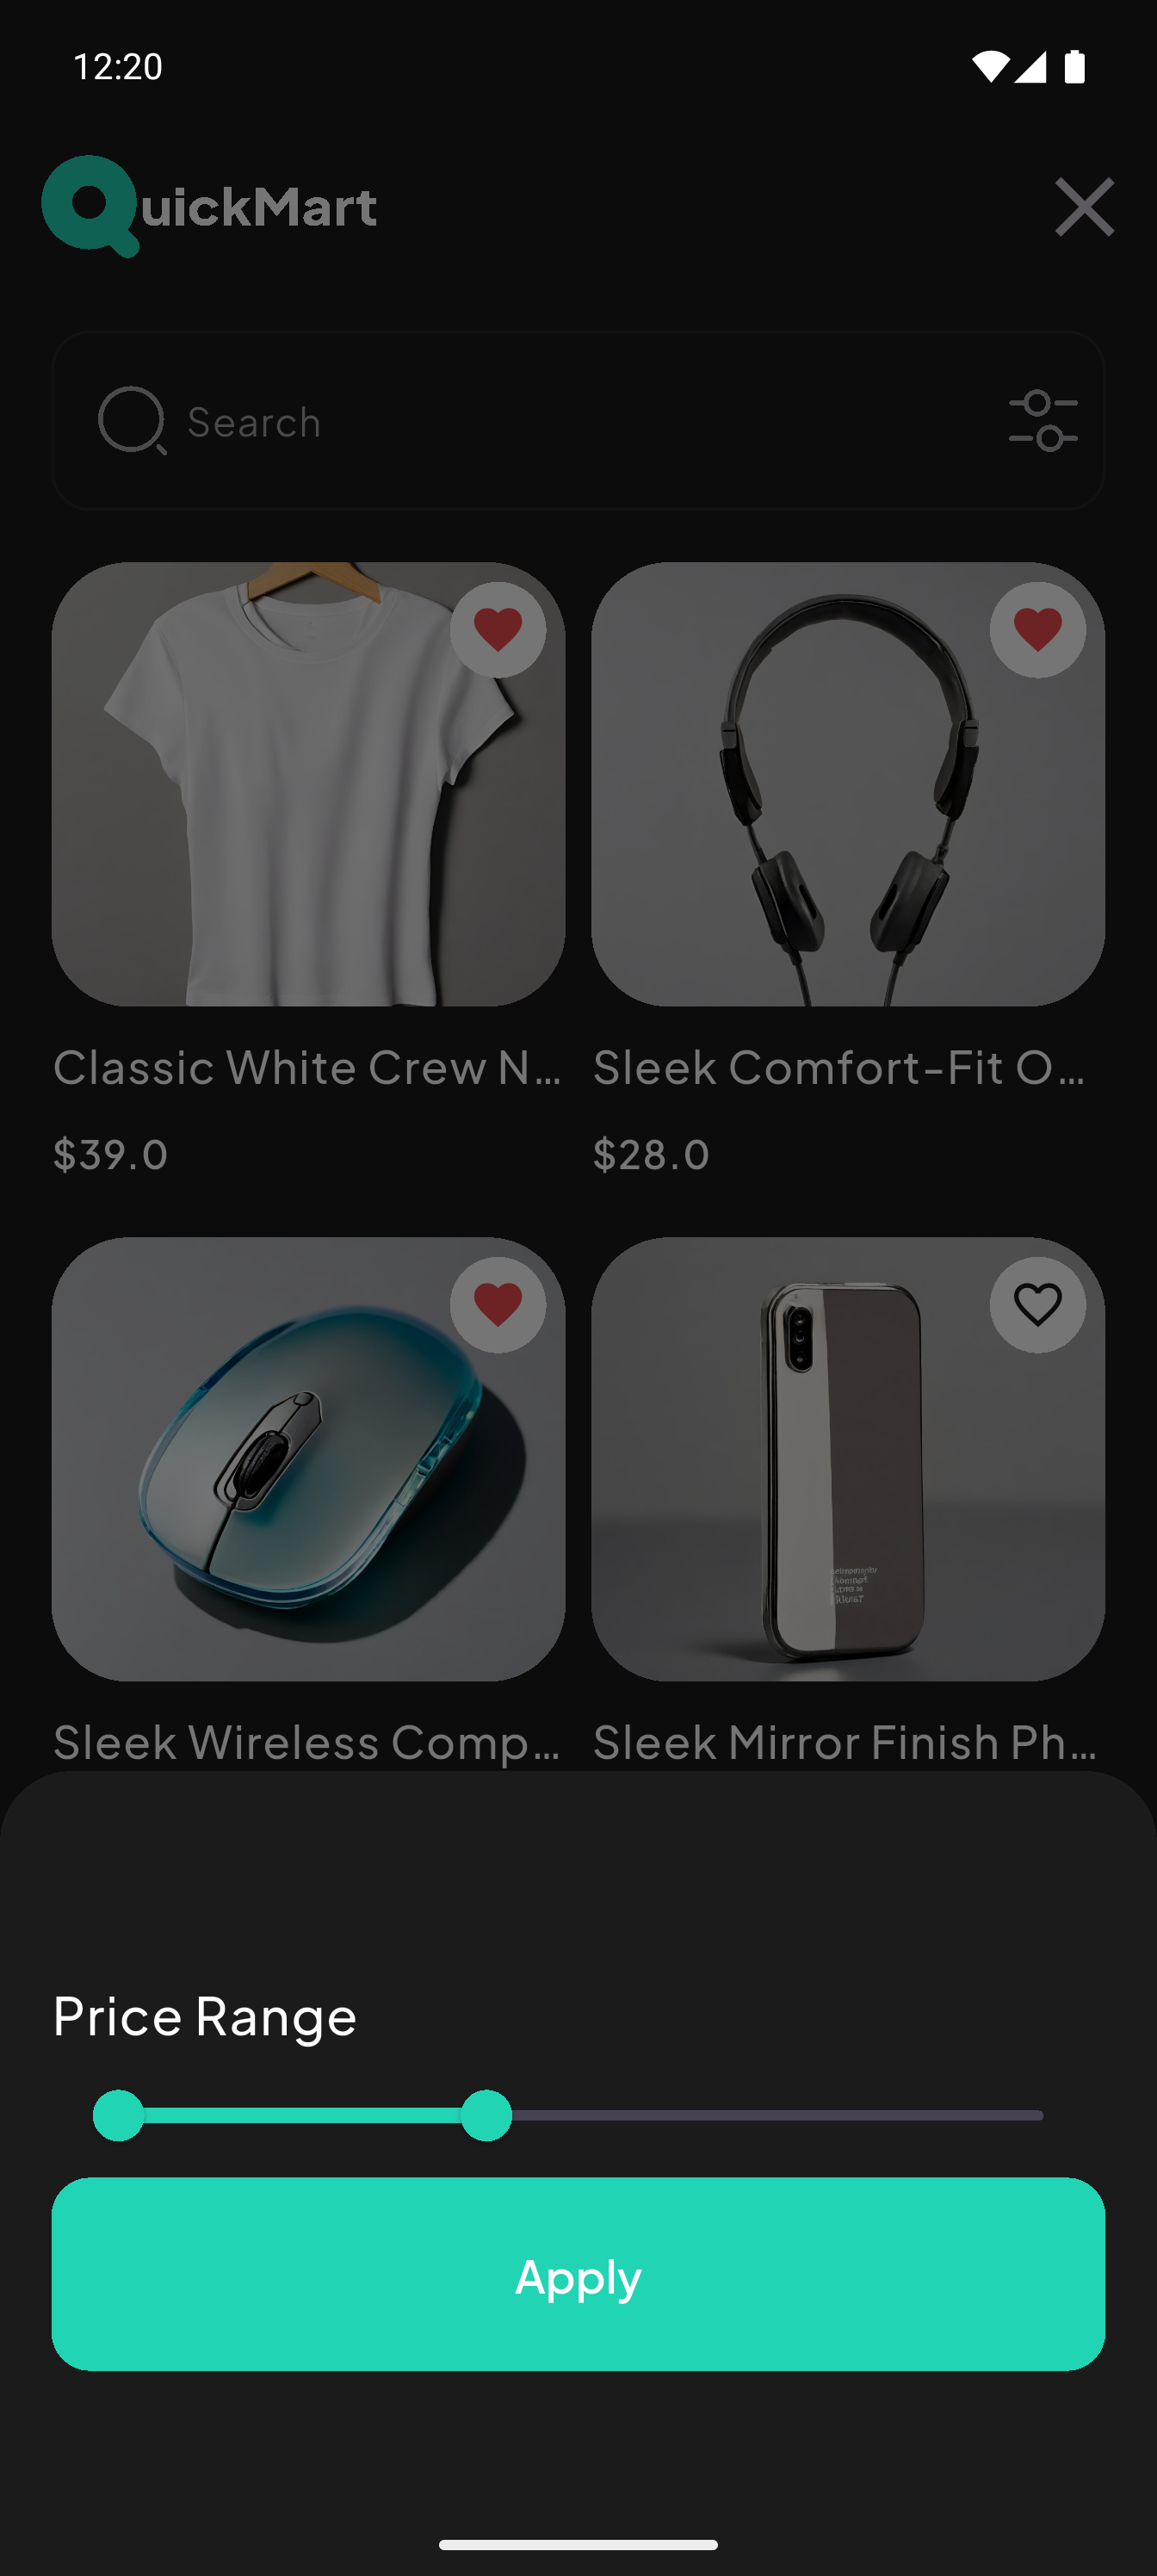 12:20
QuickMart
Search
Classic White Crew N...
Sleek Comfort-Fit O...
$39.0
$28.0
Sleek Wireless Comp...
Sleek Mirror Finish Ph...
Price Range
Apply